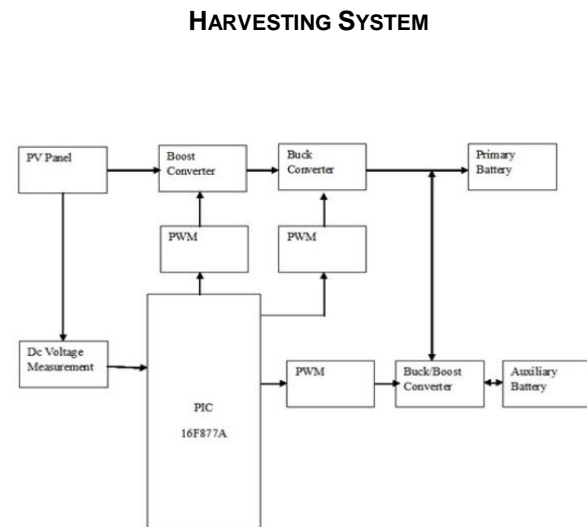 HARVESTING SYSTEM
PV Panel
Boost
Converter
Buck
Converter
Primary
Battery
PWM
PWM
Dc Voltage
Measurement
PIC
16F877A
PWM
Buck/Boost
Converter
Auxiliary
Battery